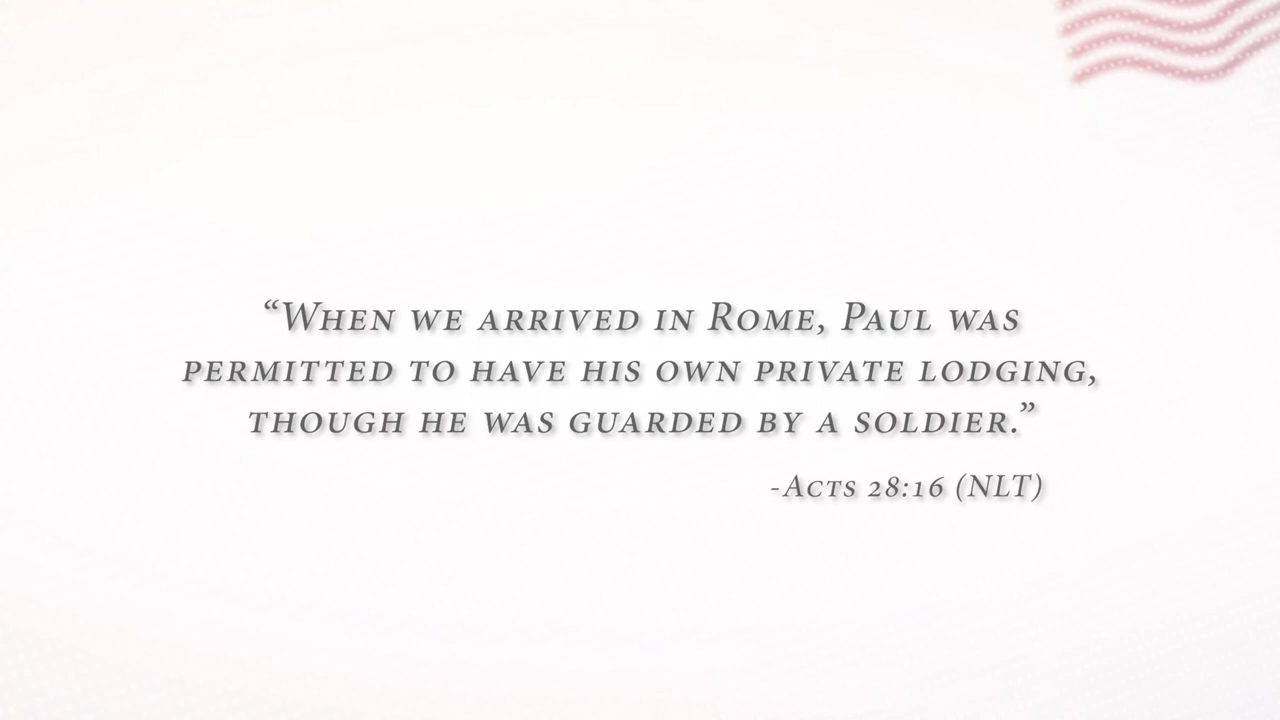 “When we arrived in Rome, Paul was
permitted to have his own private lodging,
though he was guarded by a soldier.”
-Acts 28:16 (NLT)